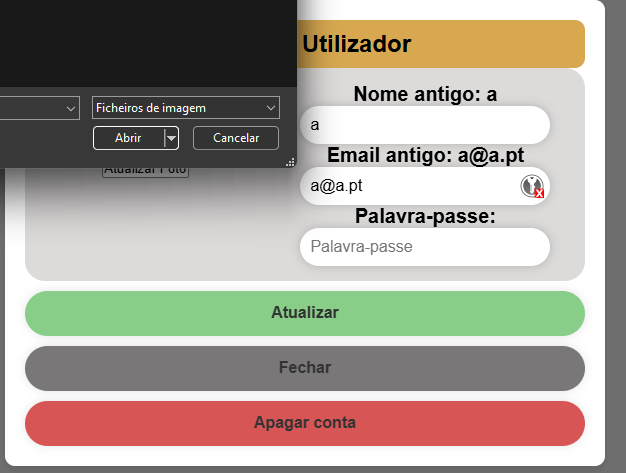 Utilizador
Ficheiros de imagem
Abrir
Cancelar
Atualizar Foto
Nome antigo: a
a
Email antigo: a@a.pt
a@a.pt
Palavra-passe:
Palavra-passe
Atualizar
Fechar
Apagar conta